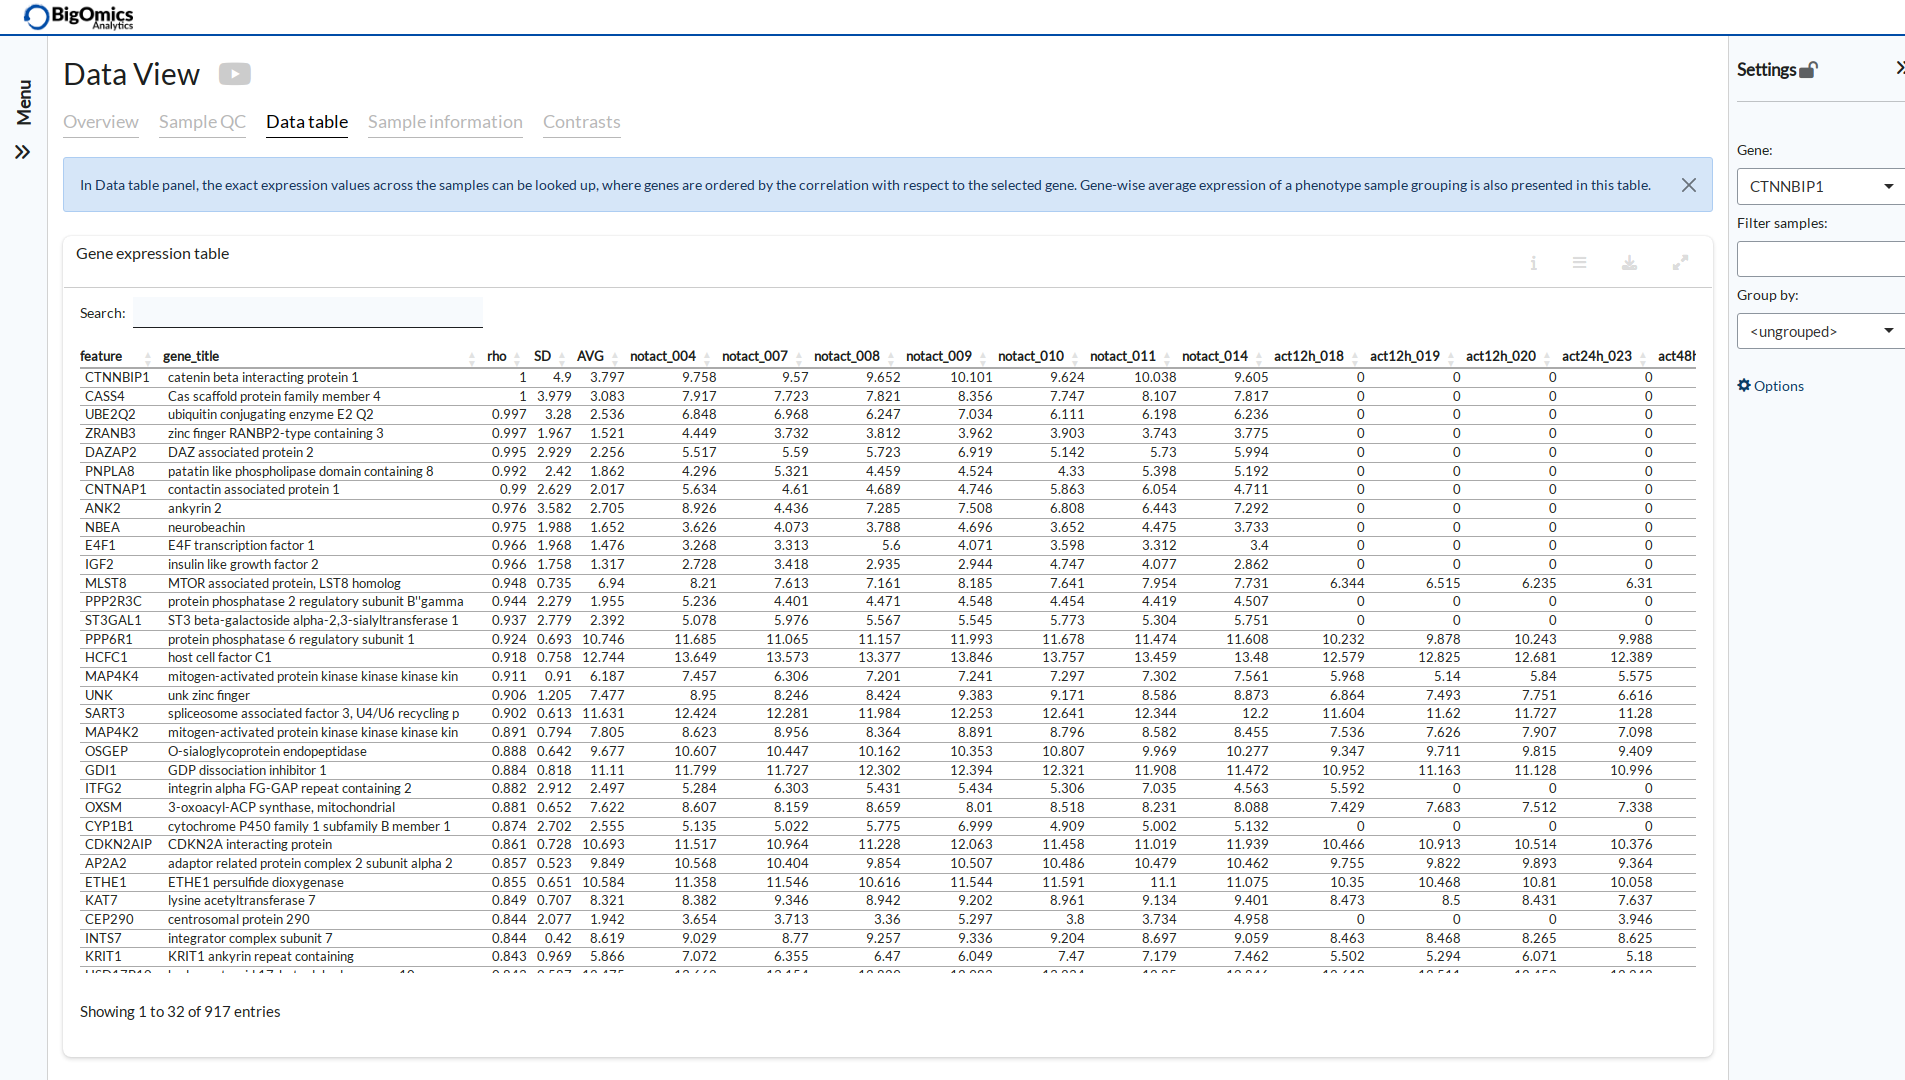 BigOmics
Analytics
Menu
Data View
Overview Sample QC Data table Sample information Contrasts
In Data table panel, the exact expression values across the samples can be looked up, where genes are ordered by the correlation with respect to the selected gene. Gene-wise average expression of a phenotype sample grouping is also presented in this table.
Gene expression table
Search:
feature gene_title rho SD AVG notact_004 notact_007 notact_008 notact_009 notact_010 notact_011 notact_014 act12h_018 act12h_019 act12h_020 act24h_023 act48h
CTNNBIP1 catenin beta interacting protein 1 1 4.9 3.797 9.758 9.57 9.652 10.101 9.624 10.038 9.605 0 0 0 0
CASS4 Cas scaffold protein family member 4 1 3.979 3.083 7.917 7.723 7.821 8.356 7.747 8.107 7.817 0 0 0 0
UBE2Q2 ubiquitin conjugating enzyme E2 Q2 0.997 3.28 2.536 6.848 6.968 6.247 7.034 6.111 6.198 6.236 0 0 0 0
ZRANB3 zinc finger RANBP2-type containing 3 0.997 1.967 1.521 4.449 3.732 3.812 3.962 3.903 3.743 3.775 0 0 0 0
DAZAP2 DAZ associated protein 2 0.995 2.929 2.256 5.517 5.59 5.723 6.919 5.142 5.73 5.994 0 0 0 0
PNPLA8 patatin like phospholipase domain containing 8 0.992 2.42 1.862 4.296 5.321 4.459 4.524 4.33 5.398 5.192 0 0 0 0
CNTNAP1 contactin associated protein 1 0.99 2.629 2.017 5.634 4.61 4.689 4.746 5.863 6.054 4.711 0 0 0 0
ANK2 ankyrin 2 0.976 3.582 2.705 8.926 4.436 7.285 7.508 6.808 6.443 7.292 0 0 0 0
NBEA neurobeachin 0.975 1.988 1.652 3.626 4.073 3.788 4.696 3.652 4.475 3.733 0 0 0 0
E4F1 E4F transcription factor 1 0.966 1.968 1.476 3.268 3.313 5.6 4.071 3.598 3.312 3.4 0 0 0 0
IGF2 insulin like growth factor 2 0.966 1.758 1.317 2.728 3.418 2.935 2.944 4.747 4.077 2.862 0 0 0 0
MLST8 MTOR associated protein, LST8 homolog 0.948 0.735 6.94 8.21 7.613 7.161 8.185 7.641 7.954 7.731 6.344 6.515 6.235 6.31
PPP2R3C protein phosphatase 2 regulatory subunit B''gamma 0.944 2.279 1.955 5.236 4.401 4.471 4.548 4.454 4.419 4.507 0 0 0 0
ST3GAL1 ST3 beta-galactoside alpha-2,3-sialyltransferase 1 0.937 2.779 2.392 5.078 5.976 5.567 5.545 5.773 5.304 5.751 0 0 0 0
PPP6R1 protein phosphatase 6 regulatory subunit 1 0.924 0.693 10.746 11.685 11.065 11.157 11.993 11.678 11.474 11.608 10.232 9.878 10.243 9.988
HCFC1 host cell factor C1 0.918 0.758 12.744 13.649 13.573 13.377 13.846 13.757 13.459 13.48 12.579 12.825 12.681 12.389
MAP4K4 mitogen-activated protein kinase kinase kinase kin 0.911 0.91 6.187 7.457 6.306 7.201 7.241 7.297 7.302 7.561 5.968 5.14 5.84 5.575
UNK unk zinc finger 0.906 1.205 7.477 8.95 8.246 8.424 9.383 9.171 8.586 8.873 6.864 7.493 7.751 6.616
SART3 spliceosome associated factor 3, U4/U6 recycling p 0.902 0.613 11.631 12.424 12.281 11.984 12.253 12.641 12.344 12.2 11.604 11.62 11.727 11.28
MAP4K2 mitogen-activated protein kinase kinase kinase kin 0.891 0.794 7.805 8.623 8.956 8.364 8.891 8.796 8.582 8.455 7.536 7.626 7.907 7.098
OSGEP O-sialoglycoprotein endopeptidase 0.888 0.642 9.677 10.607 10.447 10.162 10.353 10.807 9.969 10.277 9.347 9.711 9.815 9.409
GDI1 GDP dissociation inhibitor 1 0.884 0.818 11.11 11.799 11.727 12.302 12.394 12.321 11.908 11.472 10.952 11.163 11.128 10.996
ITFG2 integrin alpha FG-GAP repeat containing 2 0.882 2.912 2.497 5.284 6.303 5.431 5.434 5.306 7.035 4.563 5.592 0 0 0
OXSM 3-oxoacyl-ACP synthase, mitochondrial 0.881 0.652 7.622 8.607 8.159 8.659 8.01 8.518 8.231 8.088 7.429 7.683 7.512 7.338
CYP1B1 cytochrome P450 family 1 subfamily B member 1 0.874 2.702 2.555 5.135 5.022 5.775 6.999 4.909 5.002 5.132 0 0 0 0
CDKN2AIP CDKN2A interacting protein 0.861 0.728 10.693 11.517 10.964 11.228 12.063 11.458 11.019 11.939 10.466 10.913 10.514 10.376
AP2A2 adaptor related protein complex 2 subunit alpha 2 0.857 0.523 9.849 10.568 10.404 9.854 10.507 10.486 10.479 10.462 9.755 9.822 9.893 9.364
ETHE1 ETHE1 persulfide dioxygenase 0.855 0.651 10.584 11.358 11.546 10.616 11.544 11.591 11.1 11.075 10.35 10.468 10.81 10.058
KAT7 lysine acetyltransferase 7 0.849 0.707 8.321 8.382 9.346 8.942 9.202 8.961 9.134 9.401 8.473 8.5 8.431 7.637
CEP290 centrosomal protein 290 0.844 2.077 1.942 3.654 3.713 3.36 5.297 3.8 3.734 4.958 0 0 0 3.946
INTS7 integrator complex subunit 7 0.844 0.42 8.619 9.029 8.77 9.257 9.336 9.204 8.697 9.059 8.463 8.468 8.265 8.625
KRIT1 KRIT1 ankyrin repeat containing 0.843 0.969 5.866 7.072 6.355 6.47 6.049 7.47 7.179 7.462 5.502 5.294 6.071 5.18
Showing 1 to 32 of 917 entries
Settings
Gene:
CTNNBIP1
Filter samples:
Group by:
<ungrouped>
Options